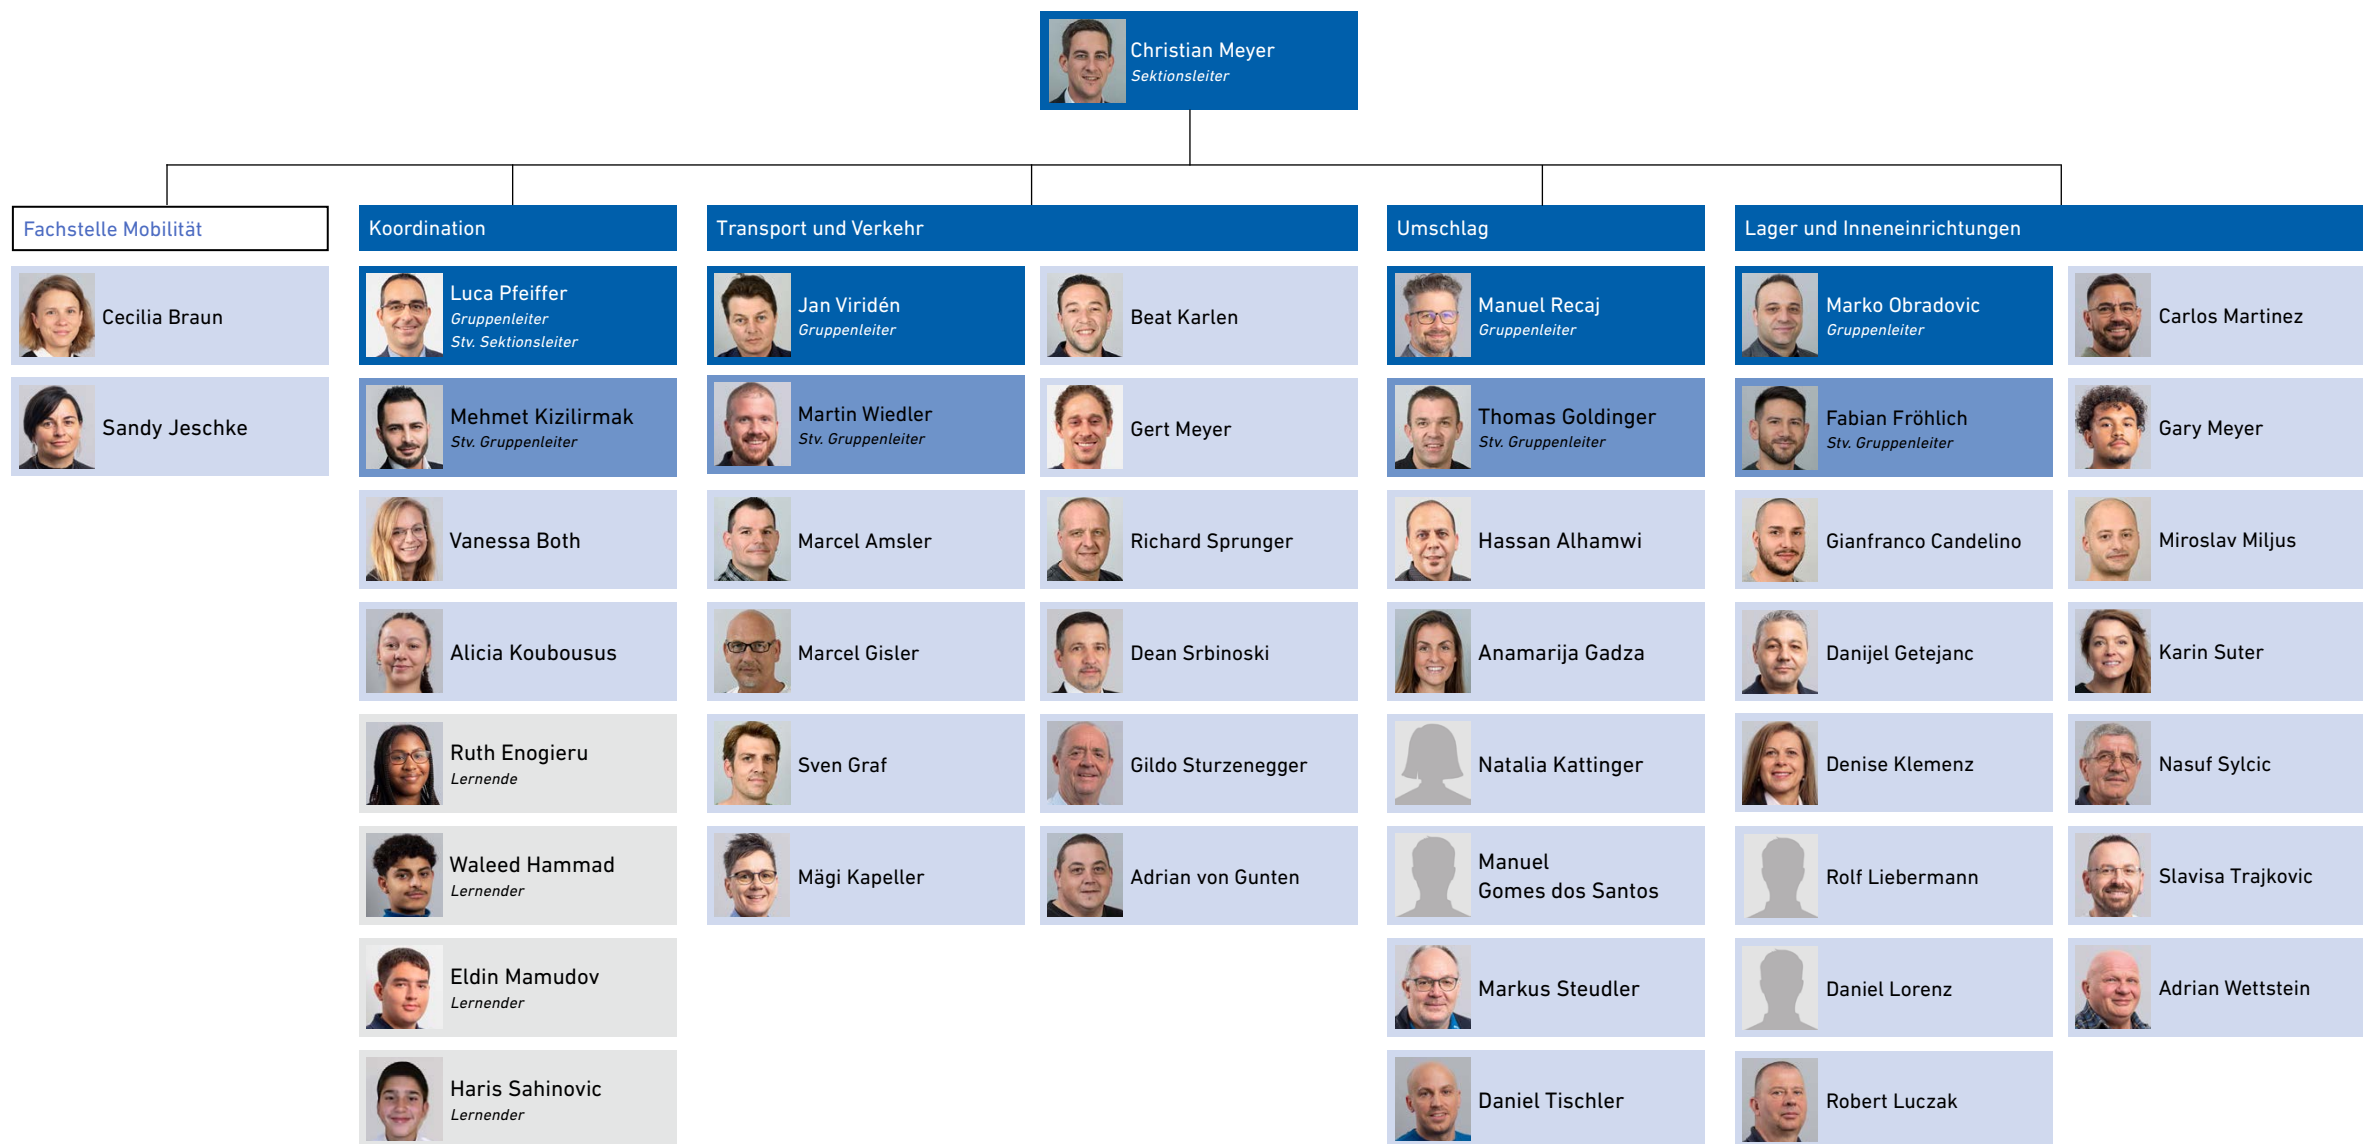 Christian Meyer
Sektionsleiter
Fachstelle Mobilität
Cecilia Braun
Sandy Jeschke
Koordination
Luca Pfeiffer
Gruppenleiter
Stv. Sektionsleiter
Mehmet Kizilirmak
Stv. Gruppenleiter
Vanessa Both
Alicia Koubousus
Ruth Enogieru
Lernende
Waleed Hammad
Lernender
Eldin Mamudov
Lernender
Haris Sahinovic
Lernender
Transport und Verkehr
Jan Viridén
Gruppenleiter
Martin Wiedler
Stv. Gruppenleiter
Marcel Amsler
Marcel Gisler
Sven Graf
Mägi Kapeller
Beat Karlen
Gert Meyer
Richard Sprunger
Dean Srbinoski
Gildo Sturzenegger
Adrian von Gunten
Umschlag
Manuel Recaj
Gruppenleiter
Thomas Goldinger
Stv. Gruppenleiter
Hassan Alhamwi
Anamarija Gadza
Natalia Kattinger
Manuel
Gomes dos Santos
Markus Steudler
Daniel Tischler
Lager und Inneneinrichtungen
Marko Obradovic
Gruppenleiter
Fabian Fröhlich
Stv. Gruppenleiter
Gianfranco Candelino
Danijel Getejanc
Denise Klemenz
Rolf Liebermann
Daniel Lorenz
Robert Luczak
Carlos Martinez
Gary Meyer
Miroslav Miljus
Karin Suter
Nasuf Sylcic
Slavisa Trajkovic
Adrian Wettstein